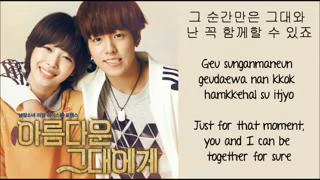 그 순간만은 그대와
난 꼭 함께할 수 있죠
Geu sunganmaneun
geudaewa nan kkok
hamkkehal su itjyo
Just for that moment,
you and I can be
together for sure
아름다운
그대에게